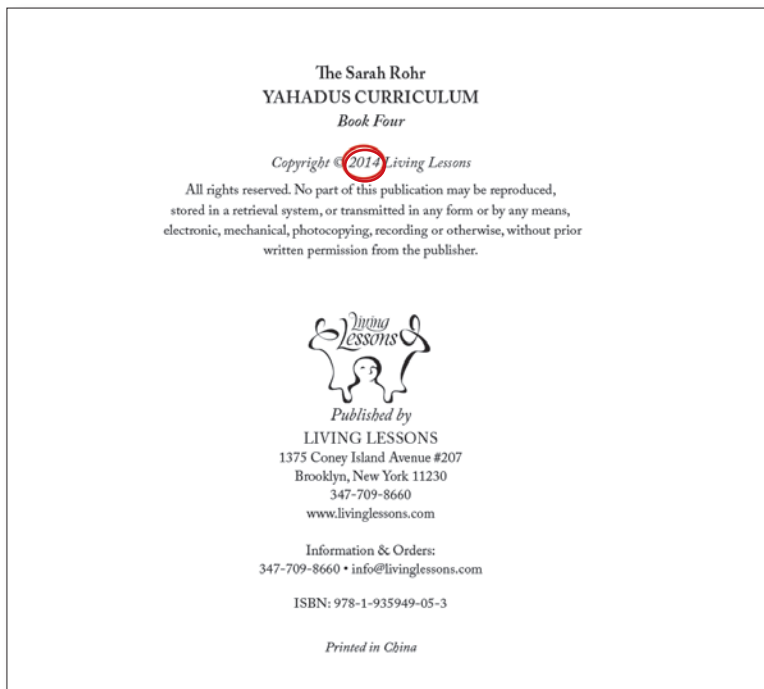 The Sarah Rohr
YAHADUS CURRICULUM
Book Four
Copyright © 2014 Living Lessons
All rights reserved. No part of this publication may be reproduced,
stored in a retrieval system, or transmitted in any form or by any means,
electronic, mechanical, photocopying, recording or otherwise, without prior
written permission from the publisher.
Living
Lessons
Published by
LIVING LESSONS
1375 Coney Island Avenue #207
Brooklyn, New York 11230
347-709-8660
www.livinglessons.com
Information & Orders:
347-709-8660 • info@livinglessons.com
ISBN: 978-1-935949-05-3
Printed in China